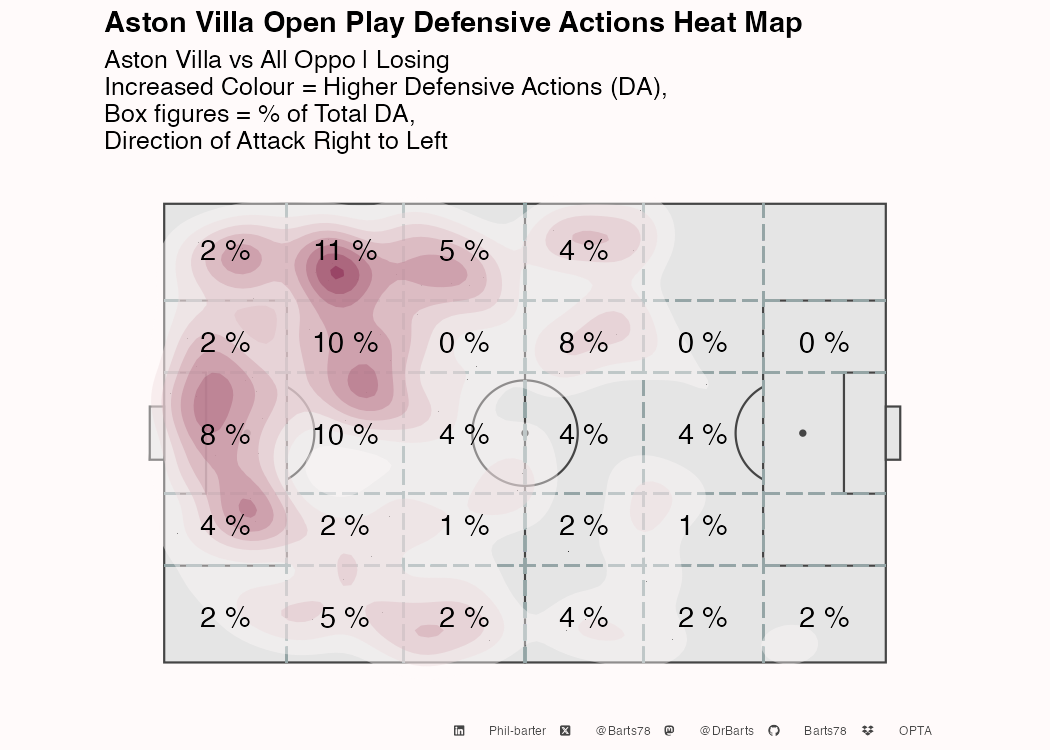 Aston Villa Open Play Defensive Actions Heat Map
Aston Villa vs All Oppo | Losing
Increased Colour = Higher Defensive Actions (DA),
Box figures = % of Total DA,
Direction of Attack Right to Left
2 % 11 % 5 % 4 %
2 % 10 % 0 % 8 % 0 % 0 %
8 % 10 % 4 % 4 % 4 %
4 % 2 % 1 % 2 % 1 %
2 % 5 % 2 % 4 % 2 % 2 %
Phil-barter @Barts78 @DrBarts Barts78 OPTA